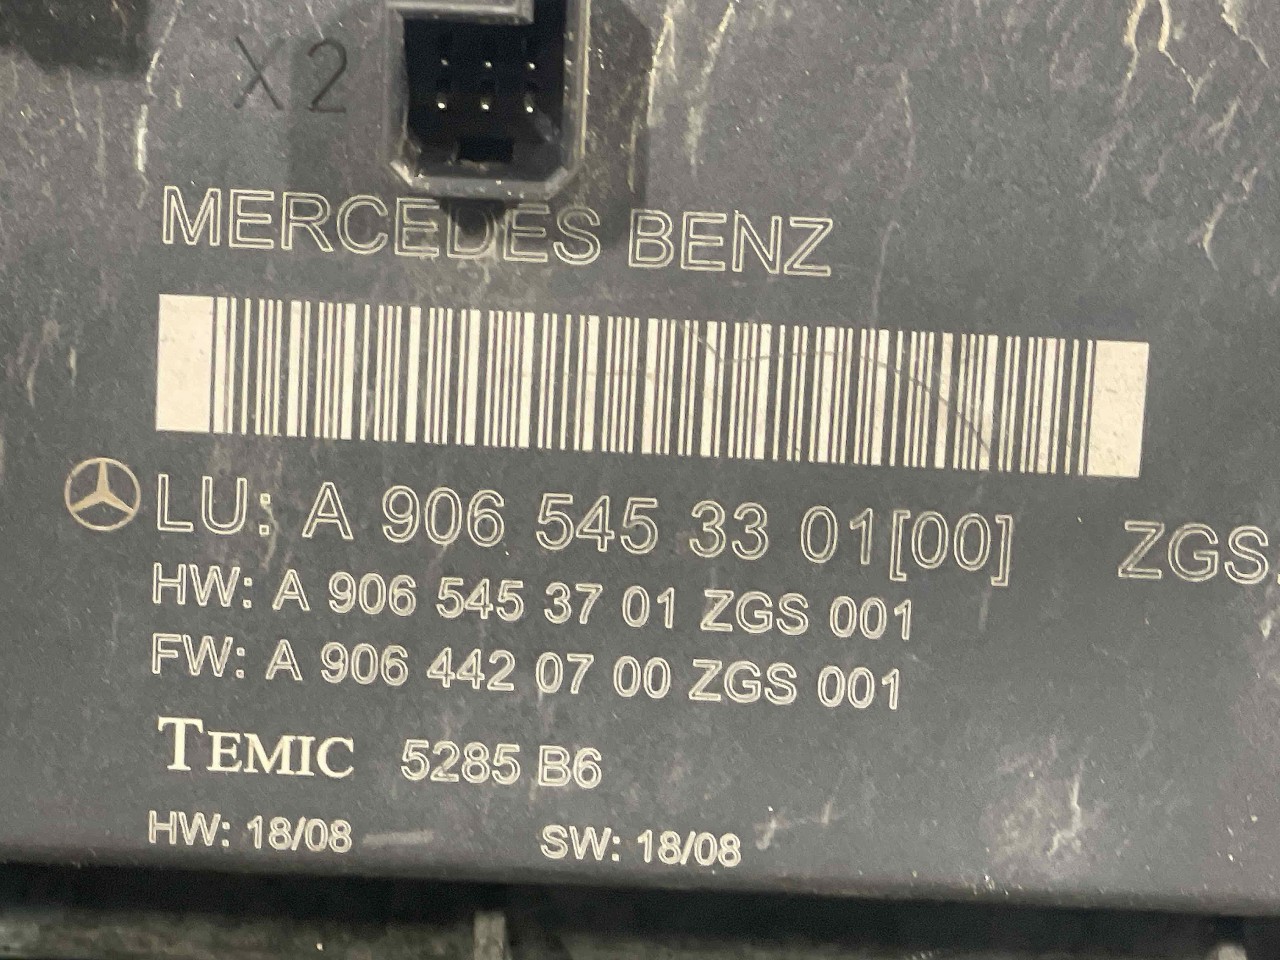 X2
MERCEDES BENZ
LU: A 906 545 33 01[00] ZGS
HW: A 906 545 37 01 ZGS 001
FW: A 906 442 07 00 ZGS 001
TEMIC 5285 B6
HW: 18/08 SW: 18/08